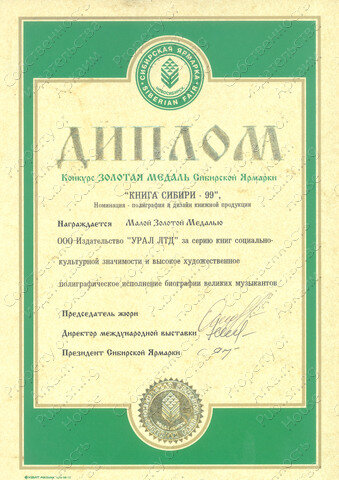 СИБИРСКАЯ ЯРМАРКА
НОВОСИБИРСК
SIBERIAN FAIR
ДИПЛОМ
Конкурс ЗОЛОТАЯ МЕДАЛЬ Сибирской Ярмарки
"КНИГА СИБИРИ - 99",
Номинация - полиграфия и дизайн книжной продукции
Награждается Малой Золотой Медалью
ООО Издательство "УРАЛ ЛТД" за серию книг социально-
культурной значимости и высокое художественное
полиграфическое исполнение биографии великих музыкантов
Председатель жюри
Директор международной выставки
Президент Сибирской Ярмарки